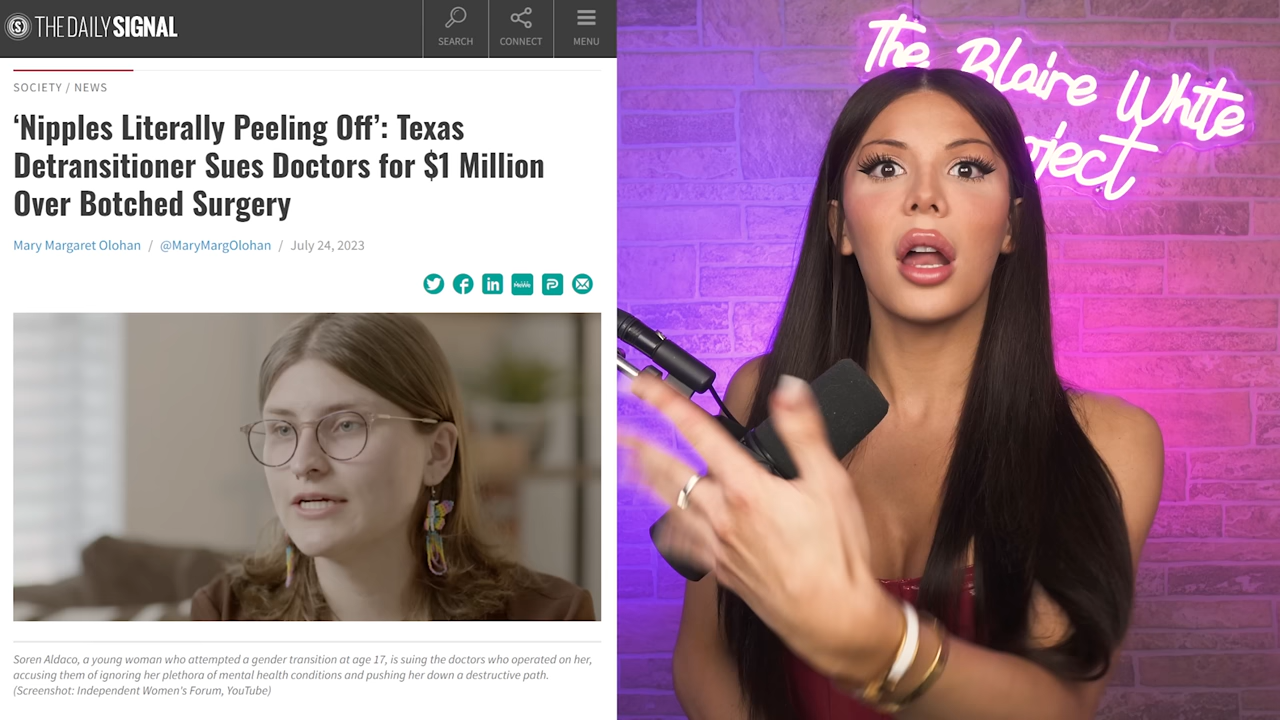 THE DAILY SIGNAL
SEARCH
CONNECT
MENU
SOCIETY / NEWS
‘Nipples Literally Peeling Off’: Texas
Detransitioner Sues Doctors for $1 Million
Over Botched Surgery
Mary Margaret Olohan / @MaryMargOlohan / July 24, 2023
MeWe
Soren Aldaco, a young woman who attempted a gender transition at age 17, is suing the doctors who operated on her,
accusing them of ignoring her plethora of mental health conditions and pushing her down a destructive path.
(Screenshot: Independent Women’s Forum, YouTube)
The Blaire White